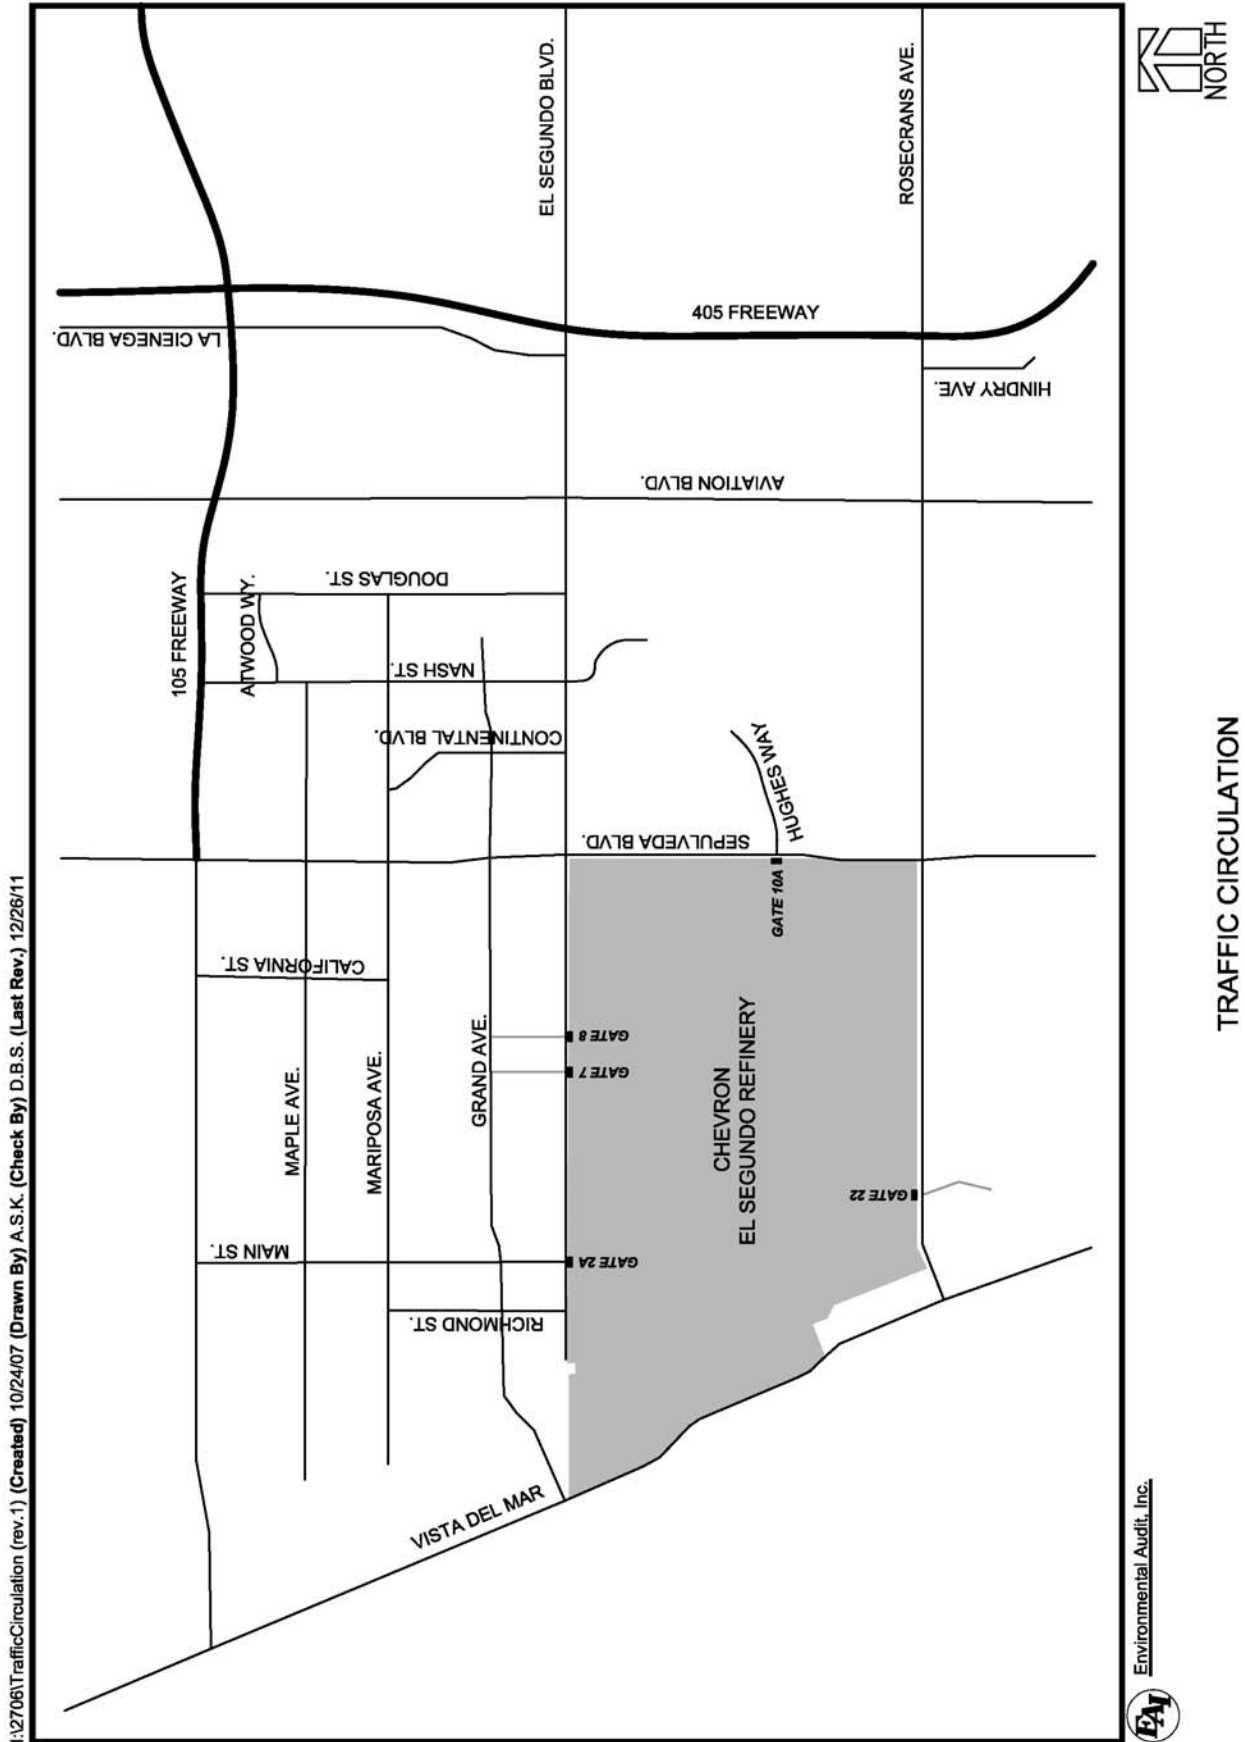 I:\2706\TrafficCirculation (rev.1) (Created) 10/24/07 (Drawn By) A.S.K. (Check By) D.B.S. (Last Rev.) 12/26/11
105 FREEWAY
405 FREEWAY
LA CIENEGA BLVD.
HINDRY AVE.
AVIATION BLVD.
DOUGLAS ST.
ATWOOD WY.
NASH ST.
CONTINENTAL BLVD.
HUGHES WAY
SEPULVEDA BLVD.
CALIFORNIA ST.
MAPLE AVE.
MARIPOSA AVE.
GRAND AVE.
EL SEGUNDO BLVD.
ROSECRANS AVE.
MAIN ST.
RICHMOND ST.
VISTA DEL MAR
GATE 10A
GATE 8
GATE 7
GATE 2A
GATE 22
CHEVRON
EL SEGUNDO REFINERY
NORTH
EAI
Environmental Audit, Inc.
TRAFFIC CIRCULATION